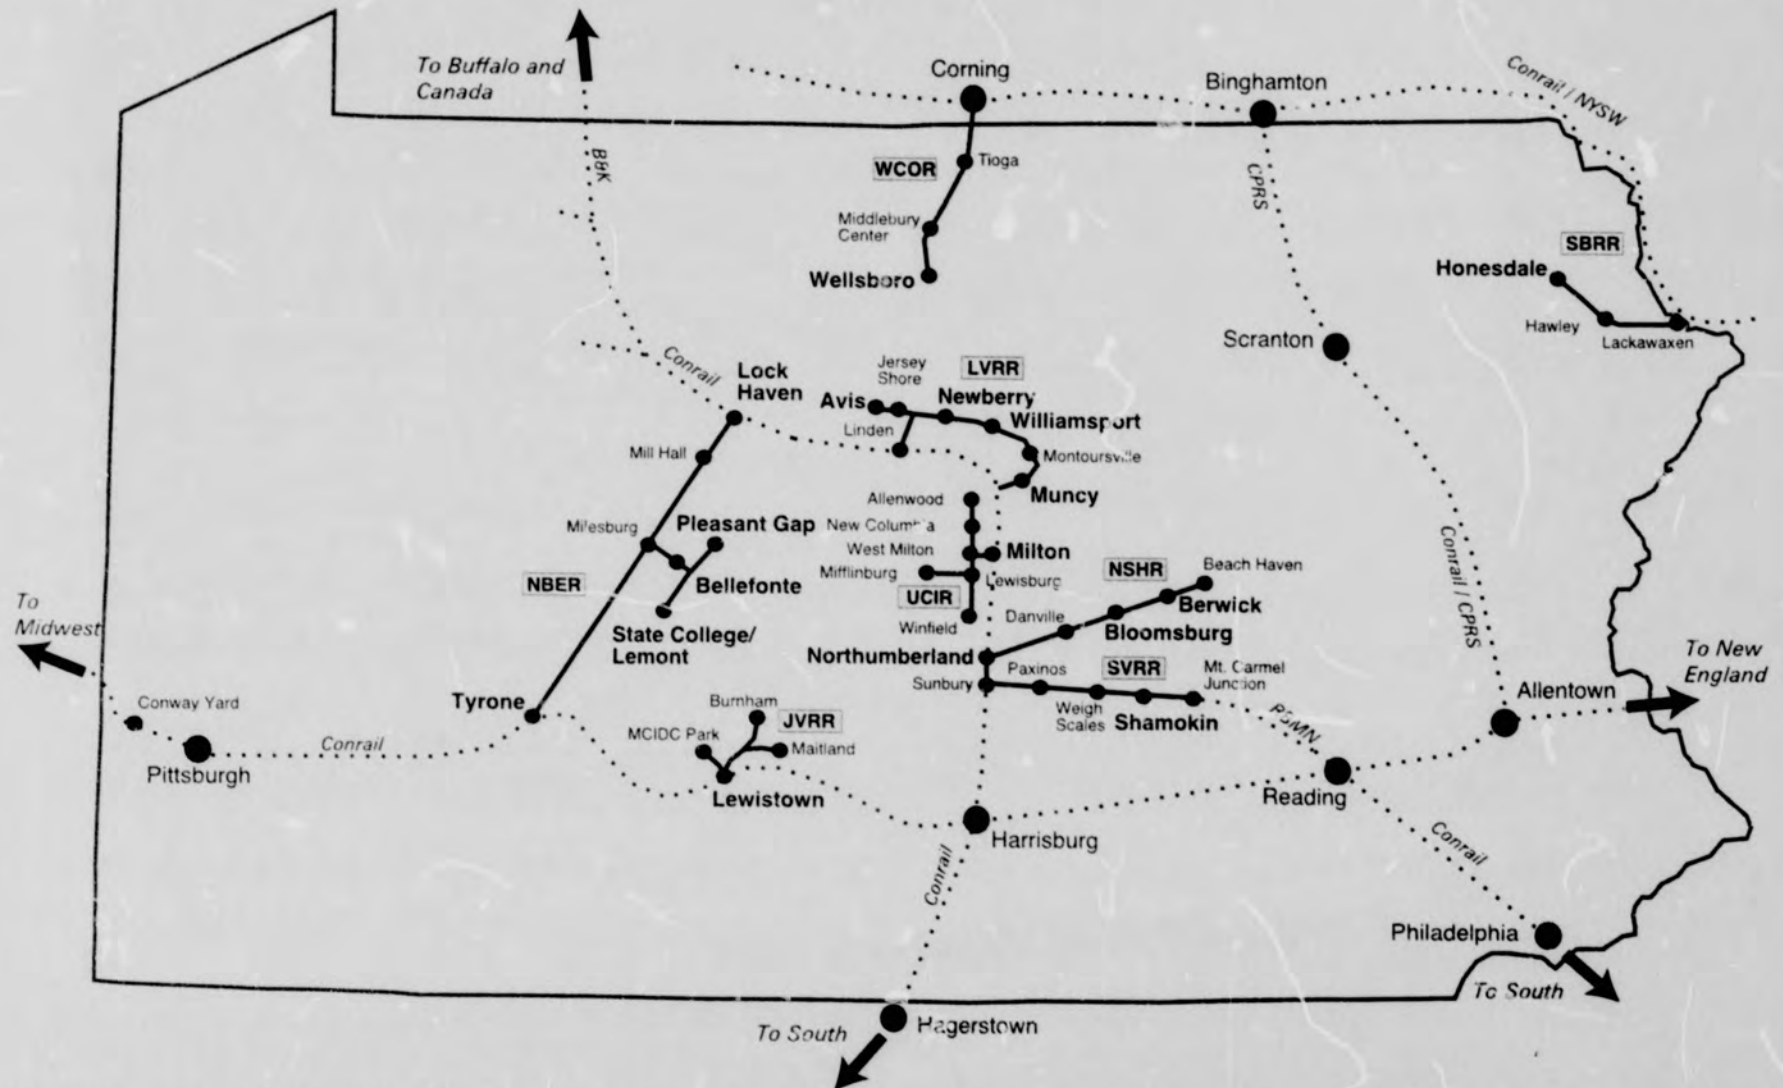 To Buffalo and
Canada
Corning
Binghamton
Conrail / NYSW
BBK
WCOR
Tioga
CPRS
Middlebury
Center
Wellsboro
SBRR
Honesdale
Hawley
Lackawaxen
Scranton
Conrail
Lock
Haven
Jersey
Shore
LVRR
Avis
Newberry
Williamsport
Linden
Mill Hall
Montoursville
Muncy
Allenwood
Milesburg
Pleasant Gap
New Columbia
West Milton
Milton
Mifflinburg
Lewisburg
NSHR
Beach Haven
NBER
Bellefonte
UCIR
Berwick
Winfield
Danville
Bloomsburg
Conrail / CPRS
To
Midwest
State College/
Lemont
Northumberland
Sunbury
Paxinos
SVRR
Mt. Carmel
Junction
To New
England
Allentown
Conway Yard
Tyrone
Burnham
JVRR
Weigh
Scales
Shamokin
MCIDC Park
Maitland
Conrail
Pittsburgh
Lewistown
Reading
Harrisburg
Conrail
Conrail
Philadelphia
To South
To South
Hagerstown